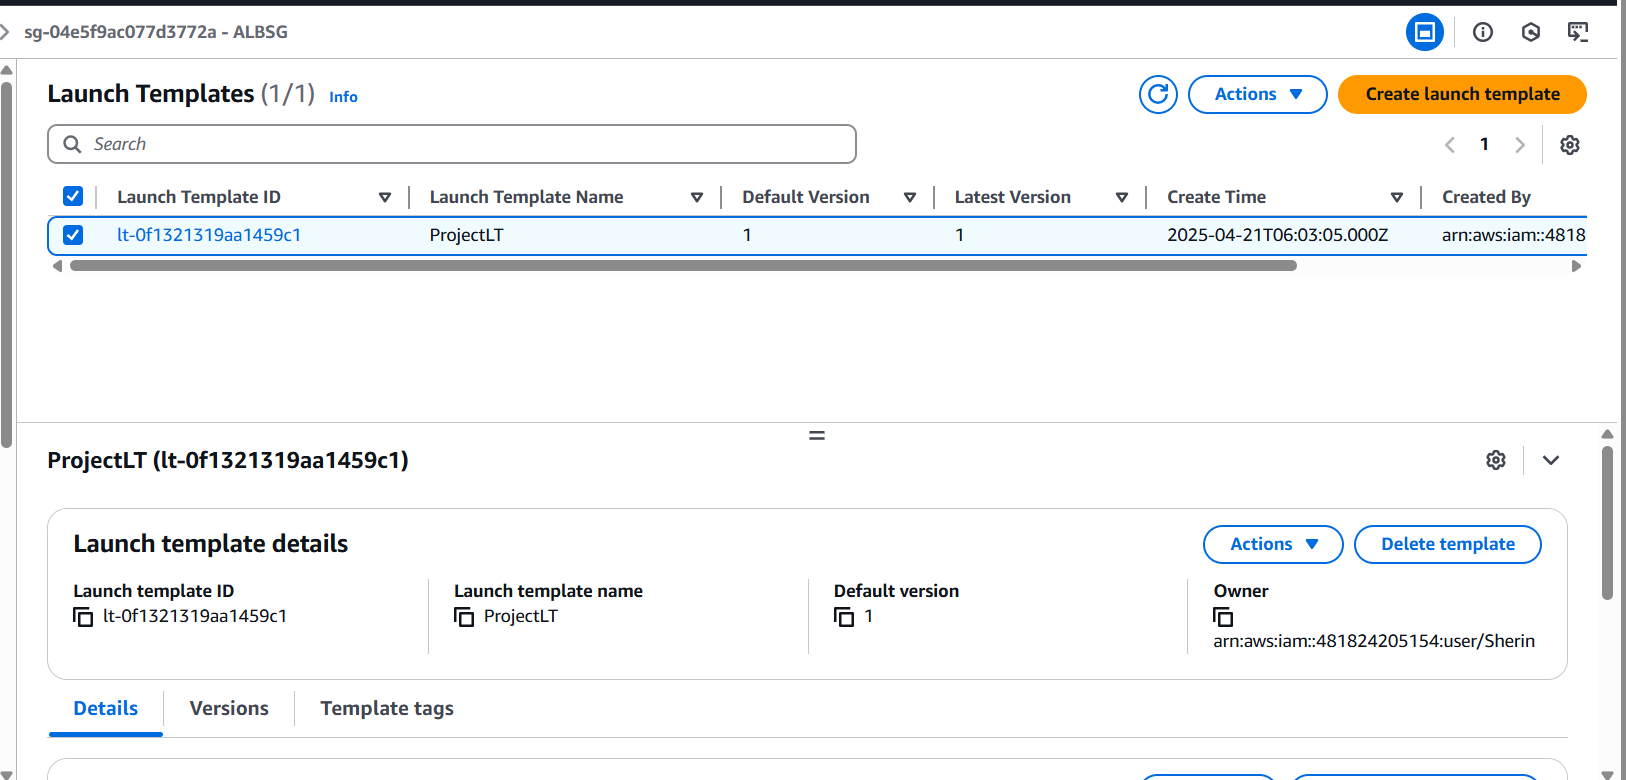 sg-04e5f9ac077d3772a - ALBSG
Launch Templates (1/1) Info
Actions
Create launch template
Search
1
Launch Template ID Launch Template Name Default Version Latest Version Create Time Created By
lt-0f1321319aa1459c1 ProjectLT 1 1 2025-04-21T06:03:05.000Z arn:aws:iam::4818
ProjectLT (lt-0f1321319aa1459c1)
Launch template details
Actions
Delete template
Launch template ID Launch template name Default version Owner
lt-0f1321319aa1459c1 ProjectLT 1
arn:aws:iam::481824205154:user/Sherin
Details Versions Template tags